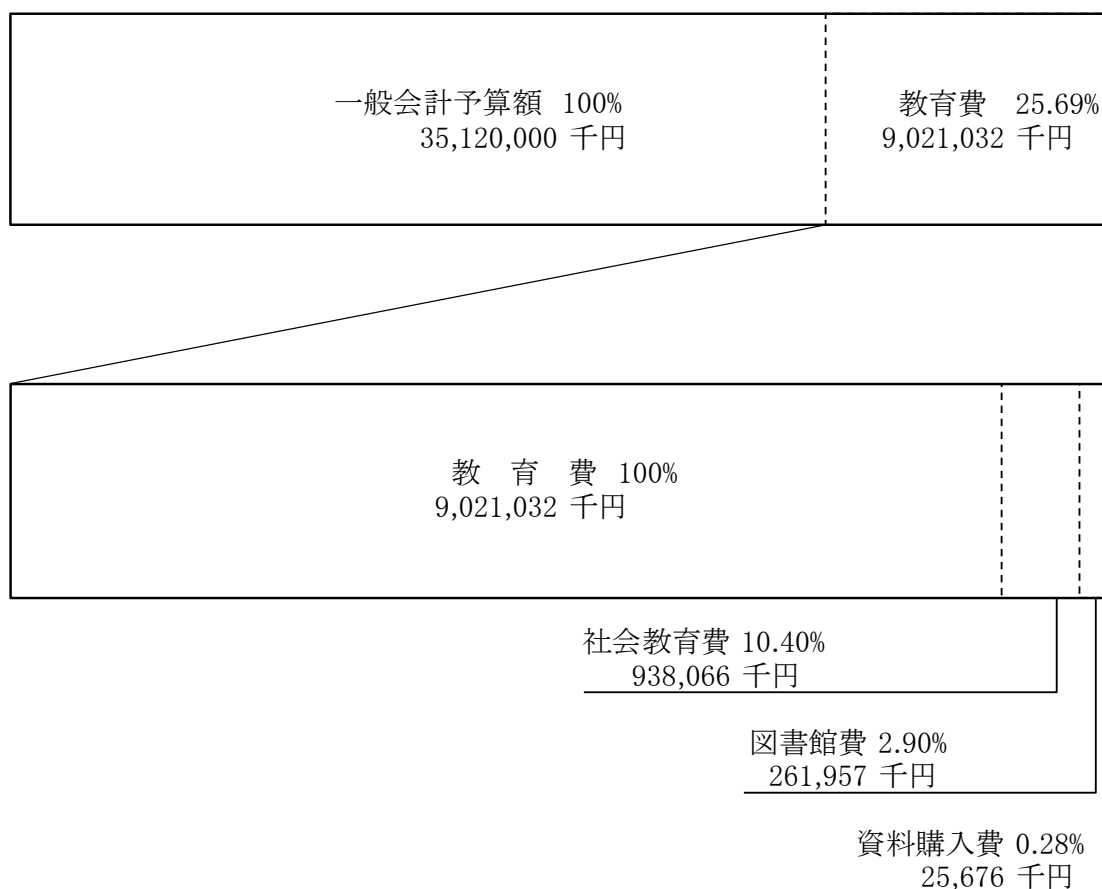 一般会計予算額 100%
35,120,000 千円
教育費 25.69%
9,021,032 千円
教 育 費 100%
9,021,032 千円
社会教育費 10.40%
938,066 千円
図書館費 2.90%
261,957 千円
資料購入費 0.28%
25,676 千円